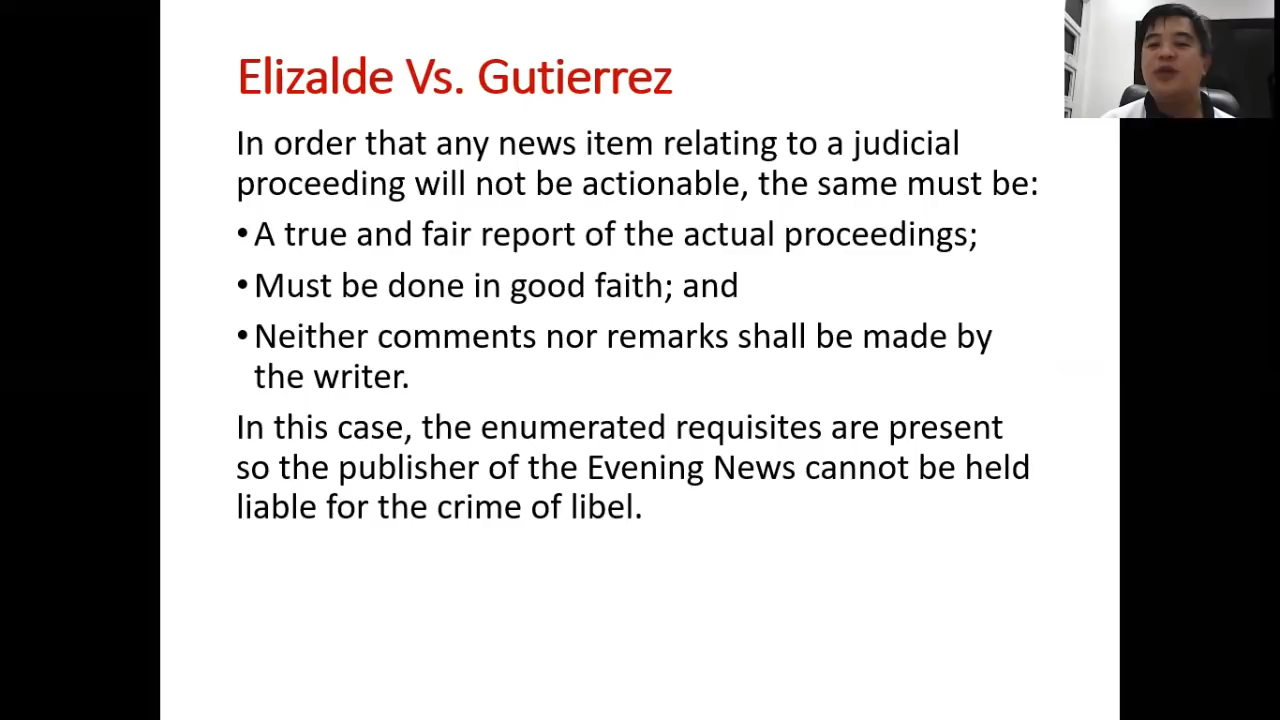 Elizalde Vs. Gutierrez
In order that any news item relating to a judicial
proceeding will not be actionable, the same must be:
•A true and fair report of the actual proceedings;
•Must be done in good faith; and
•Neither comments nor remarks shall be made by
the writer.
In this case, the enumerated requisites are present
so the publisher of the Evening News cannot be held
liable for the crime of libel.